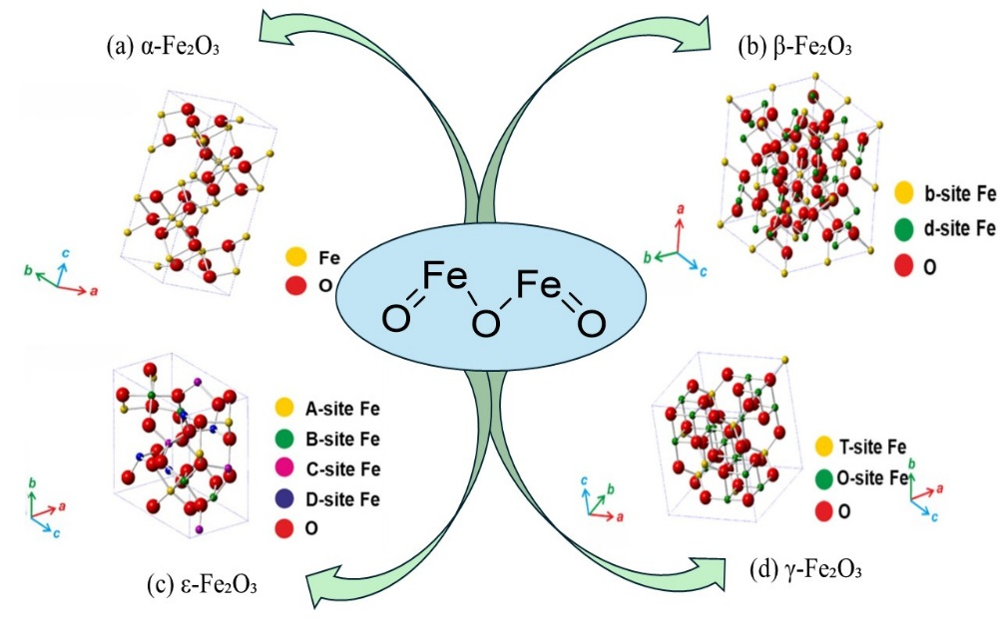 (a) α-Fe₂O₃
(b) β-Fe₂O₃
Fe
O
c
b
a
a
b
c
b-site Fe
d-site Fe
O
Fe Fe
O O O
A-site Fe
B-site Fe
C-site Fe
D-site Fe
O
b
a
c
T-site Fe
O-site Fe
O
c
b
a
b
a
c
(c) ε-Fe₂O₃
(d) γ-Fe₂O₃